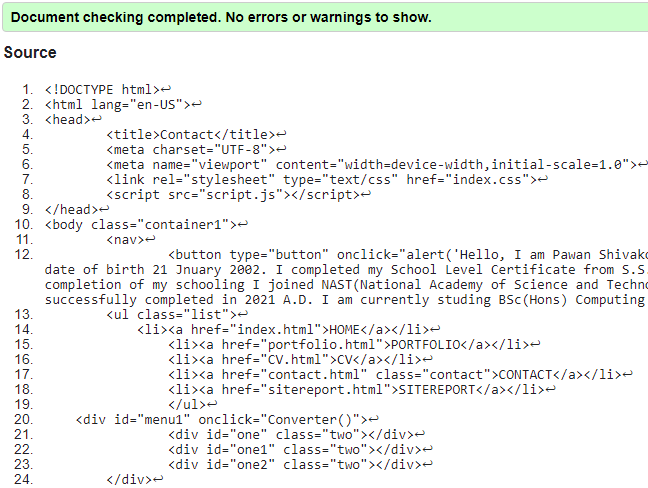 Document checking completed. No errors or warnings to show.
Source
1. <!DOCTYPE html>↩
2. <html lang="en-US">↩
3. <head>↩
4. <title>Contact</title>↩
5. <meta charset="UTF-8">↩
6. <meta name="viewport" content="width=device-width,initial-scale=1.0">↩
7. <link rel="stylesheet" type="text/css" href="index.css">↩
8. <script src="script.js"></script>↩
9. </head>↩
10. <body class="container1">↩
11. <nav>↩
12. <button type="button" onclick="alert('Hello, I am Pawan Shivako
date of birth 21 Jnuary 2002. I completed my School Level Certificate from S.S.
completion of my schooling I joined NAST(National Academy of Science and Techno
successfully completed in 2021 A.D. I am currently studing BSc(Hons) Computing
13. <ul class="list">↩
14. <li><a href="index.html">HOME</a></li>↩
15. <li><a href="portfolio.html">PORTFOLIO</a></li>↩
16. <li><a href="CV.html">CV</a></li>↩
17. <li><a href="contact.html" class="contact">CONTACT</a></li>↩
18. <li><a href="sitereport.html">SITEREPORT</a></li>↩
19. </ul>↩
20. <div id="menu1" onclick="Converter()">↩
21. <div id="one" class="two"></div>↩
22. <div id="one1" class="two"></div>↩
23. <div id="one2" class="two"></div>↩
24. </div>↩